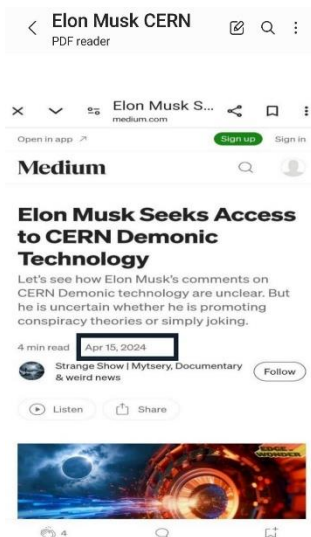 Elon Musk CERN
PDF reader
Elon Musk S...
medium.com
Open in app
Sign up
Sign in
Medium
Elon Musk Seeks Access
to CERN Demonic
Technology
Let's see how Elon Musk's comments on
CERN Demonic technology are unclear. But
he is uncertain whether he is promoting
conspiracy theories or simply joking.
4 min read
Apr 15, 2024
Strange Show | Mytsery, Documentary
& weird news
Follow
Listen
Share
EDGE OF
WONDER
4